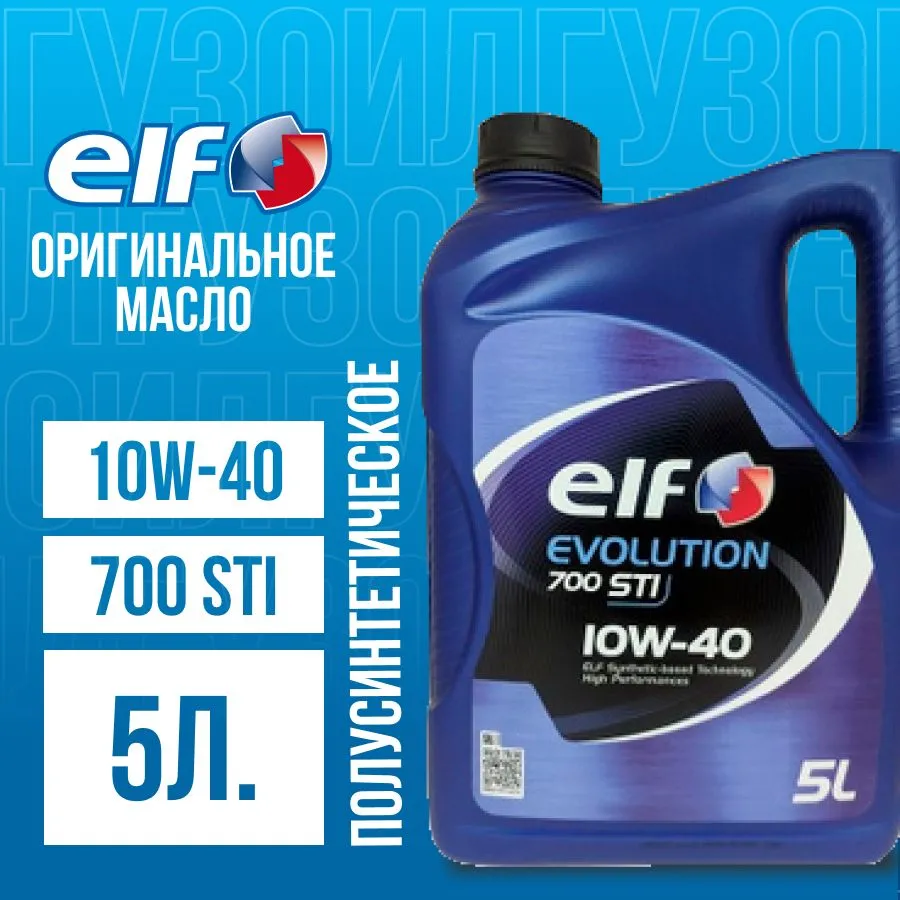 ГУЗОИЛГУЗО
elf
ОРИГИНАЛЬНОЕ
МАСЛО
10W-40
700 STI
5Л.
ПОЛУСИНТЕТИЧЕСКОЕ
elf
EVOLUTION
700 STI
10W-40
ELF Synthetic-based Technology
High Performances
5L